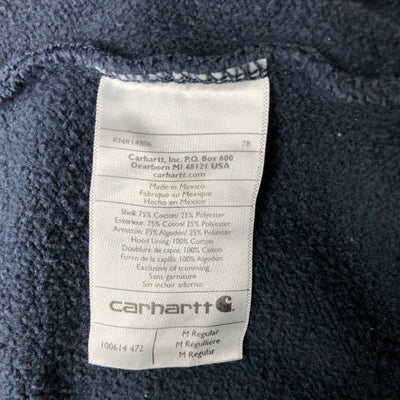 RN#14806 78
Carhartt, Inc. P.O. Box 600
Dearborn MI 48121 USA
carhartt.com
Made in Mexico
Fabriqué au Mexique
Hecho en Mexico
Shell: 75% Cotton/ 25% Polyester
Exterieur: 75% Coton/ 25% Polyester
Armazon: 75% Algodon/ 25% Polyester
Hood Lining: 100% Cotton
Doublure de capot: 100% Coton
Forro de la capilla: 100% Algodon
Exclusive of trimming
Sans garniture
Sin incluir adorno
carhartt
100614 472
M Regular
M Régulière
M Regular